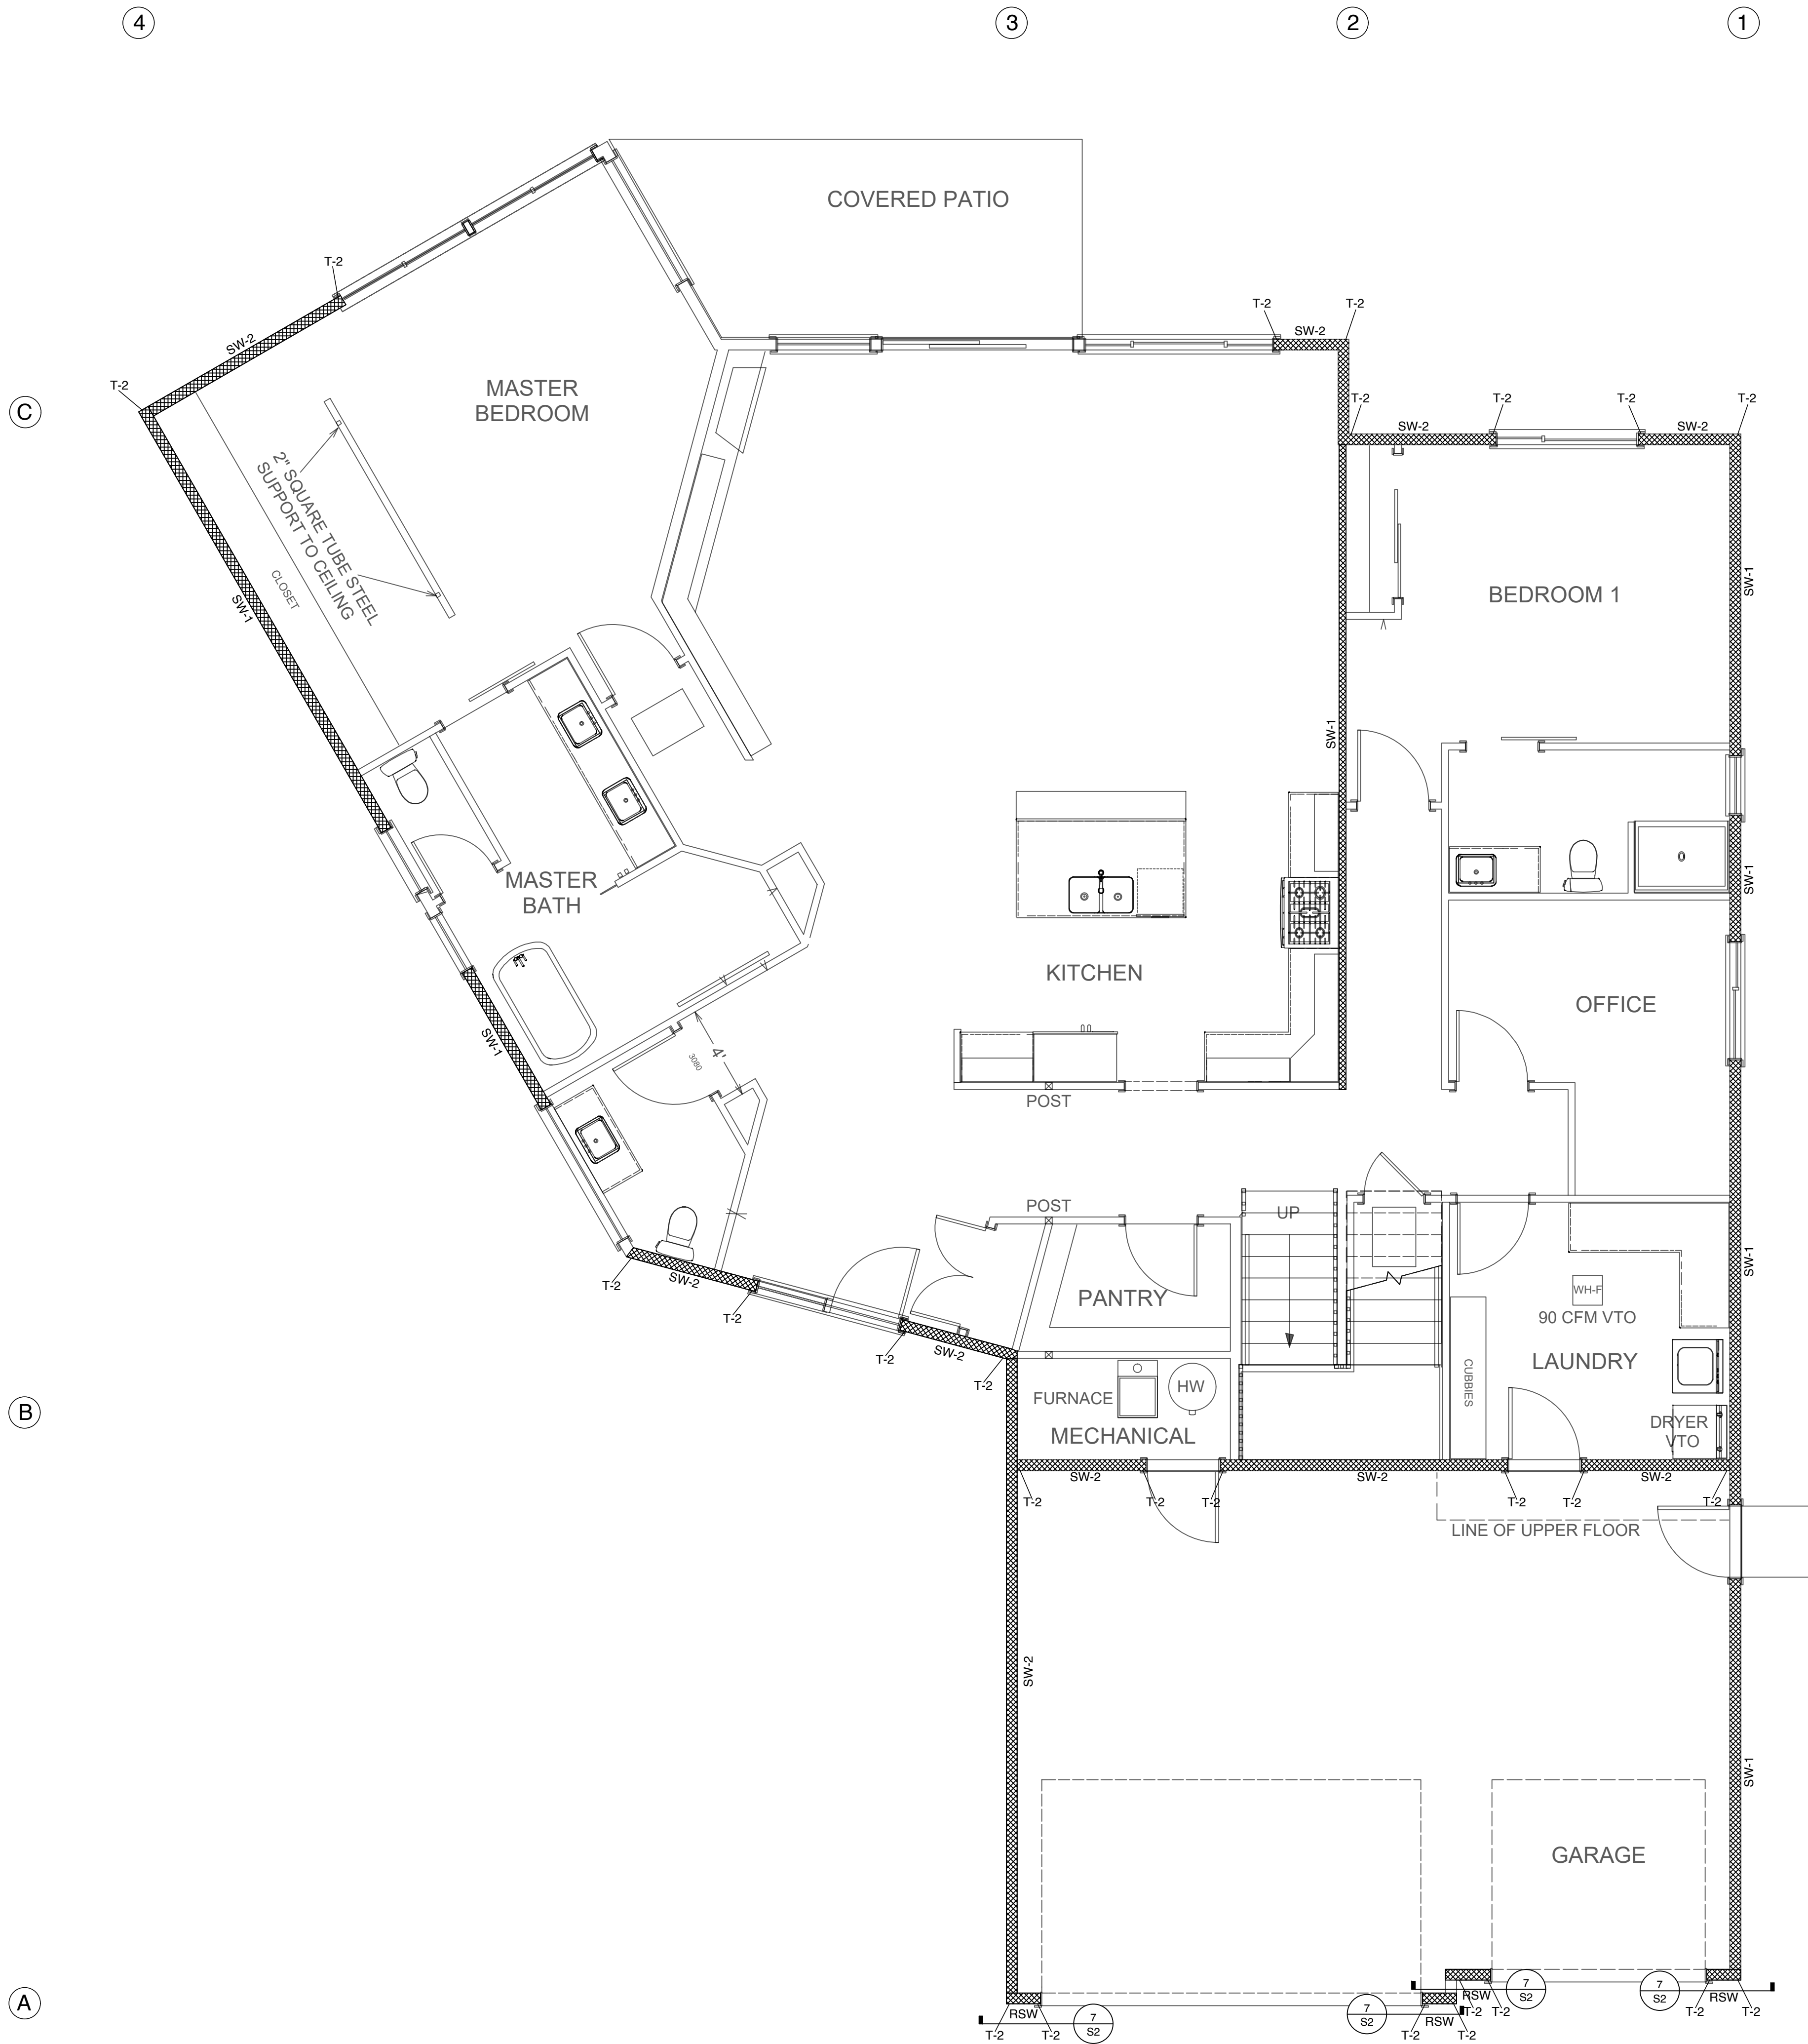 4
3
2
1
COVERED PATIO
T-2
T-2
T-2
SW-2
SW-2
T-2
MASTER
BEDROOM
C
T-2
T-2
T-2
T-2
SW-2
SW-2
2" SQUARE TUBE STEEL
SUPPORT TO CEILING
CLOSET
SW-1
BEDROOM 1
SW-1
SW-1
MASTER
BATH
SW-1
KITCHEN
OFFICE
SW-1
4'
3080
POST
POST
UP
SW-1
T-2
SW-2
T-2
PANTRY
WH-F
90 CFM VTO
LAUNDRY
T-2
SW-2
T-2
CUBBIES
FURNACE
HW
MECHANICAL
B
DRYER
VTO
SW-2
SW-2
SW-2
T-2
T-2
T-2
T-2
T-2
T-2
LINE OF UPPER FLOOR
SW-2
SW-1
GARAGE
A
7
S2
7
S2
RSW
T-2
T-2
RSW
T-2
T-2
RSW
T-2
T-2
7
S2
7
S2
RSW
T-2
T-2